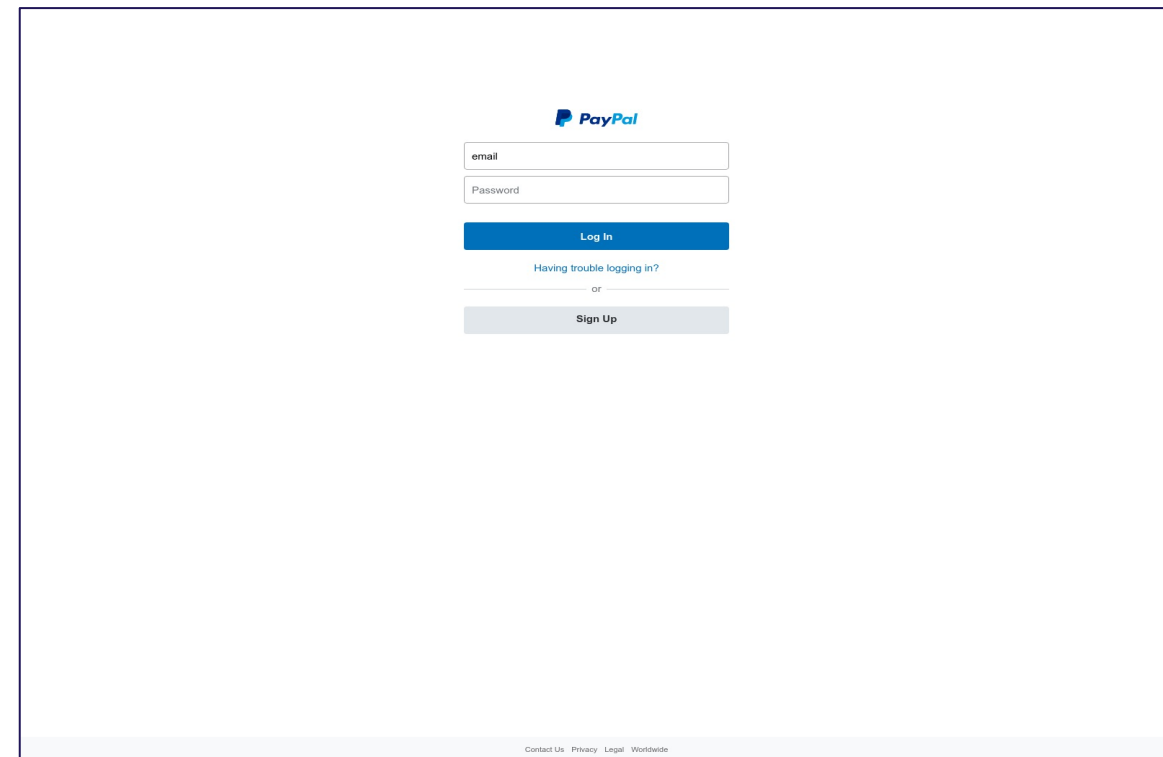 PayPal
email
Password
Log In
Having trouble logging in?
or
Sign Up
Contact Us Privacy Legal Worldwide